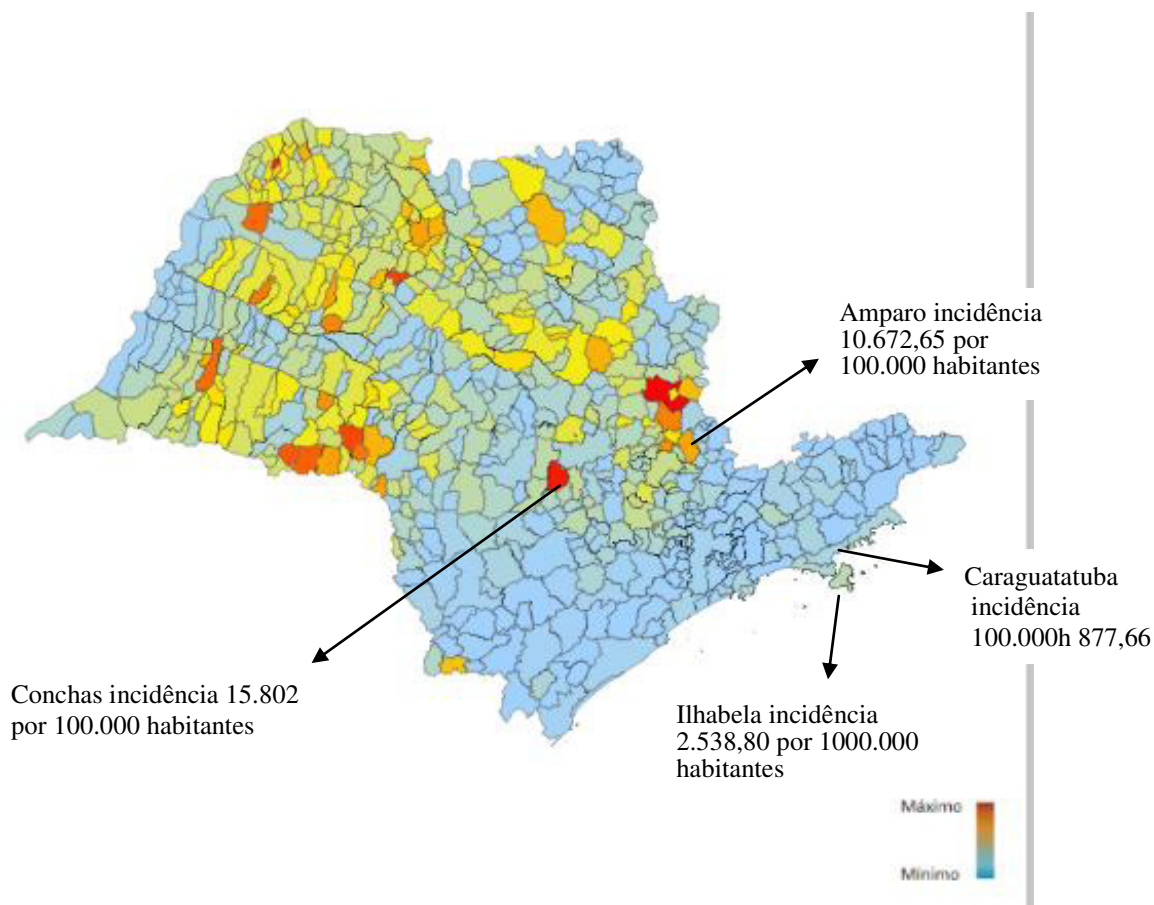 Amparo incidência
10.672,65 por
100.000 habitantes
Caraguatatuba
incidência
100.000h 877,66
Conchas incidência 15.802
por 100.000 habitantes
Ilhabela incidência
2.538,80 por 1000.000
habitantes
Máximo
Mínimo